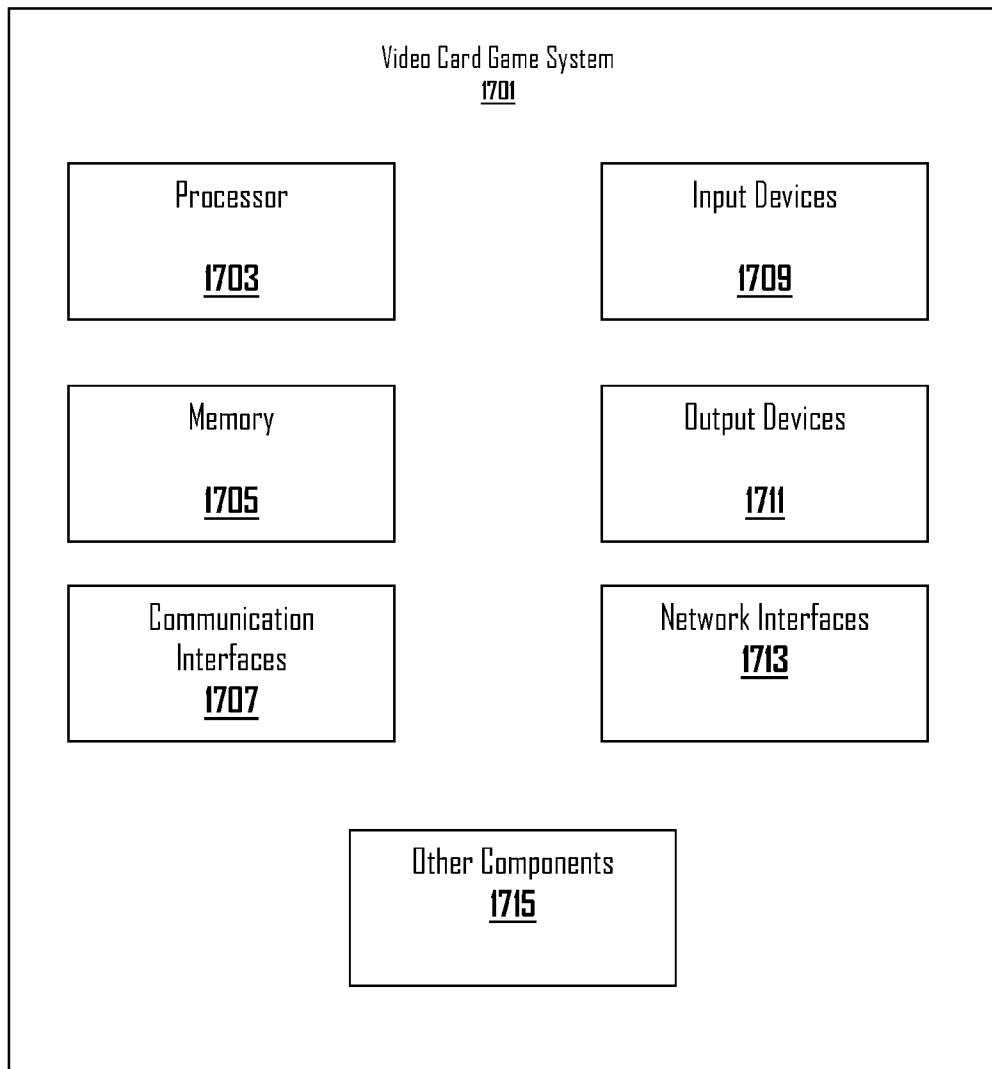 Video Card Game System
1701
Processor
1703
Input Devices
1709
Memory
1705
Output Devices
1711
Communication
Interfaces
1707
Network Interfaces
1713
Other Components
1715